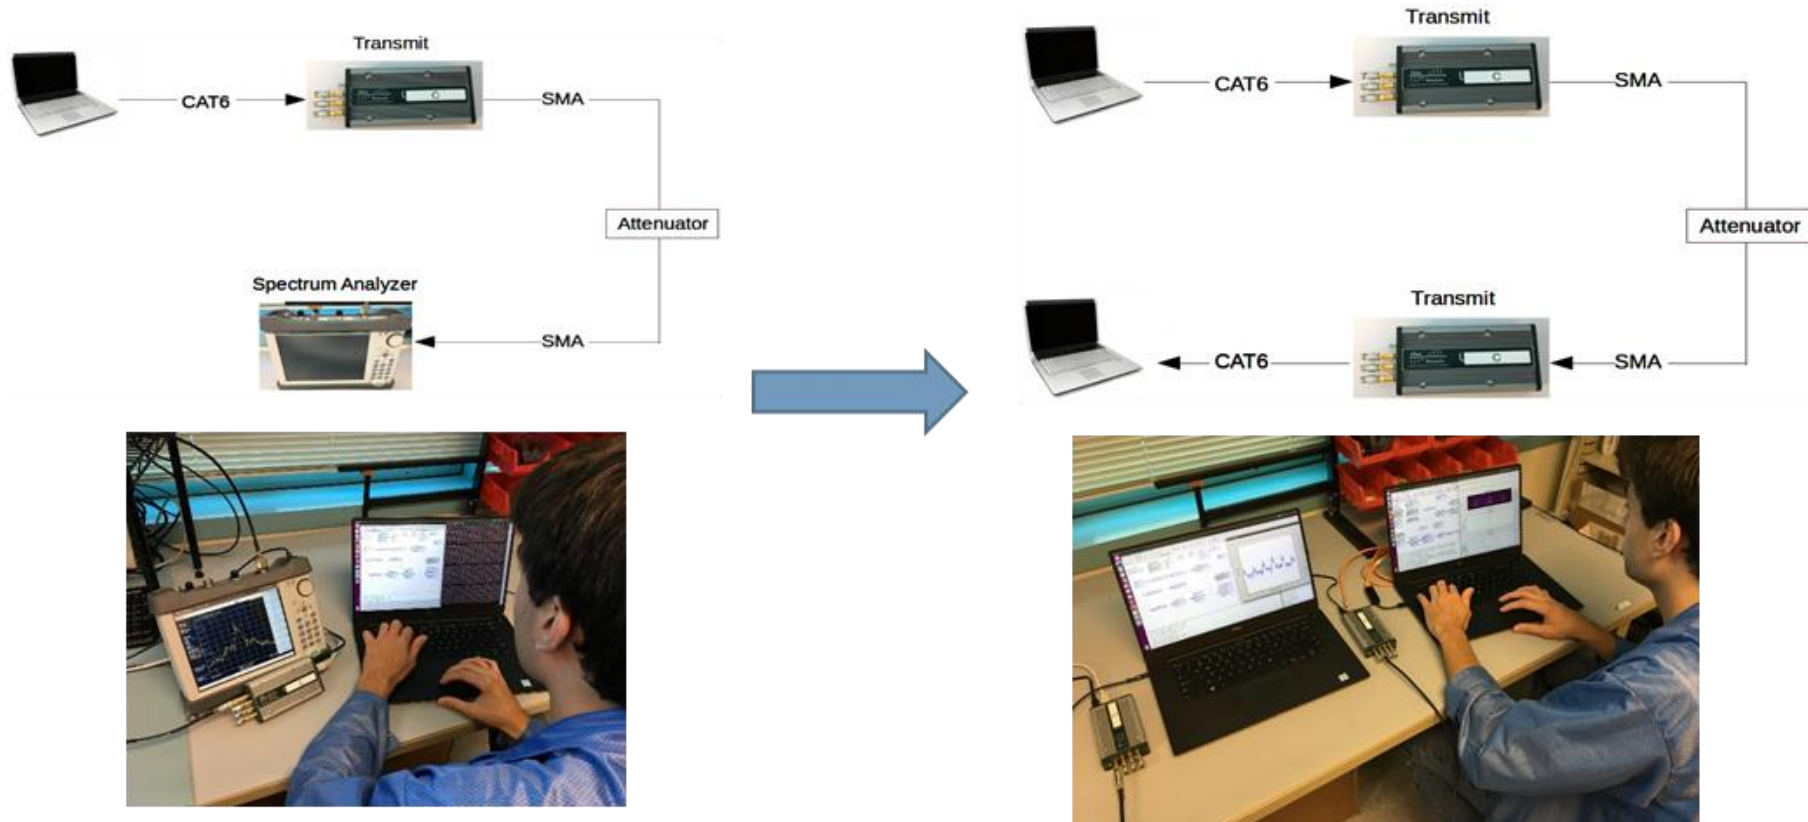 Transmit
CAT6
C
SMA
Attenuator
Spectrum Analyzer
SMA
Transmit
CAT6
C
SMA
Attenuator
Transmit
CAT6
C
SMA